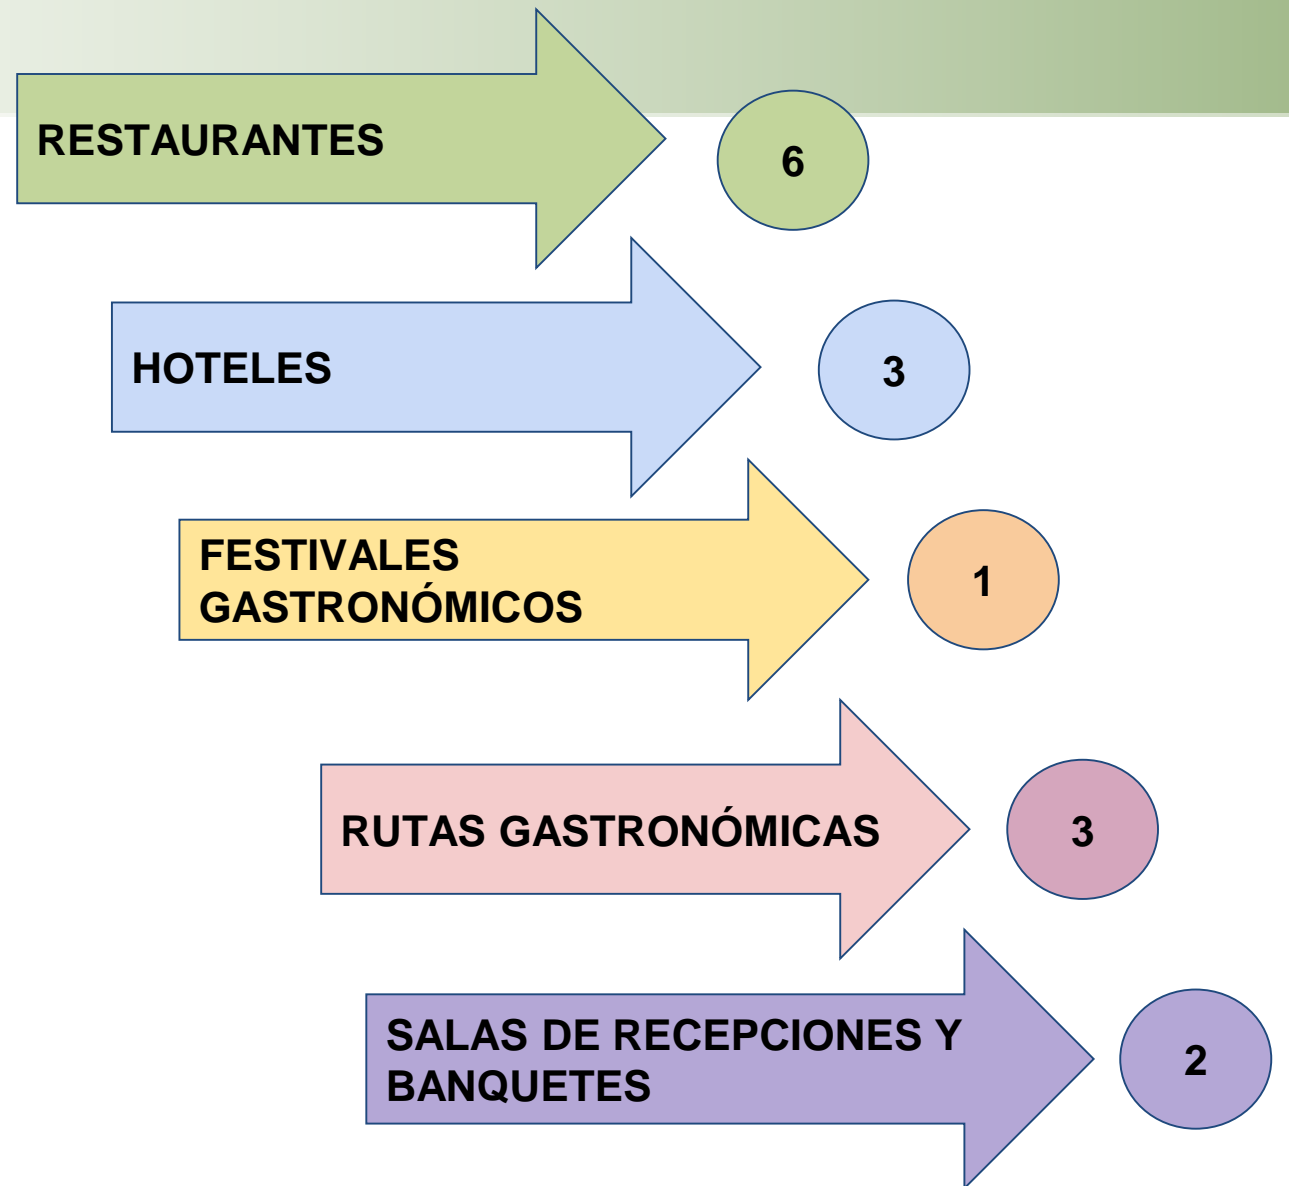 RESTAURANTES
6
HOTELES
3
FESTIVALES
GASTRONÓMICOS
1
RUTAS GASTRONÓMICAS
3
SALAS DE RECEPCIONES Y
BANQUETES
2